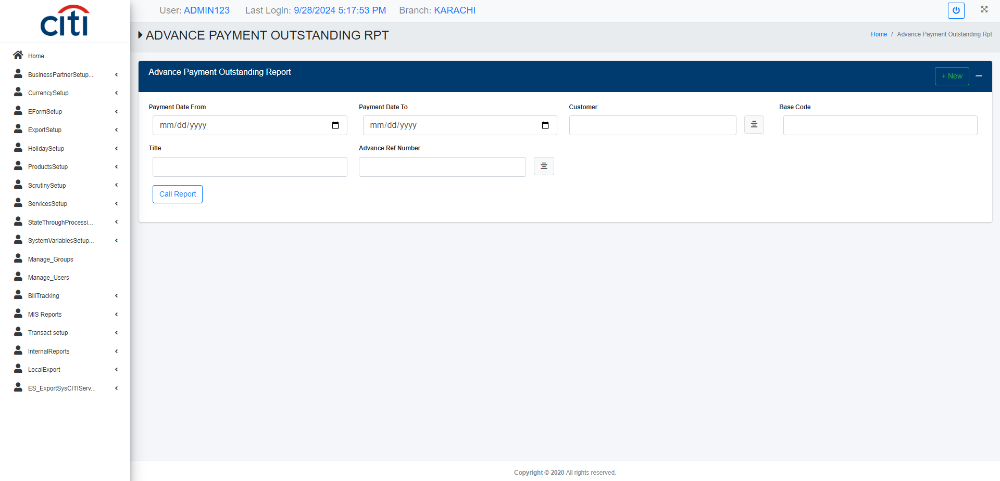 citi
User: ADMIN123 Last Login: 9/28/2024 5:17:53 PM Branch: KARACHI
ADVANCE PAYMENT OUTSTANDING RPT
Home / Advance Payment Outstanding Rpt
Home
BusinessPartnerSetup...
CurrencySetup
EFormSetup
ExportSetup
HolidaySetup
ProductsSetup
ScrutinySetup
ServicesSetup
StateThroughProcessi...
SystemVariablesSetup...
Manage_Groups
Manage_Users
BillTracking
MIS Reports
Transact setup
InternalReports
LocalExport
ES_ExportSysCITIServ...
Advance Payment Outstanding Report
+ New
Payment Date From
Payment Date To
Customer
Base Code
mm/dd/yyyy
mm/dd/yyyy
Title
Advance Ref Number
Call Report
Copyright © 2020 All rights reserved.